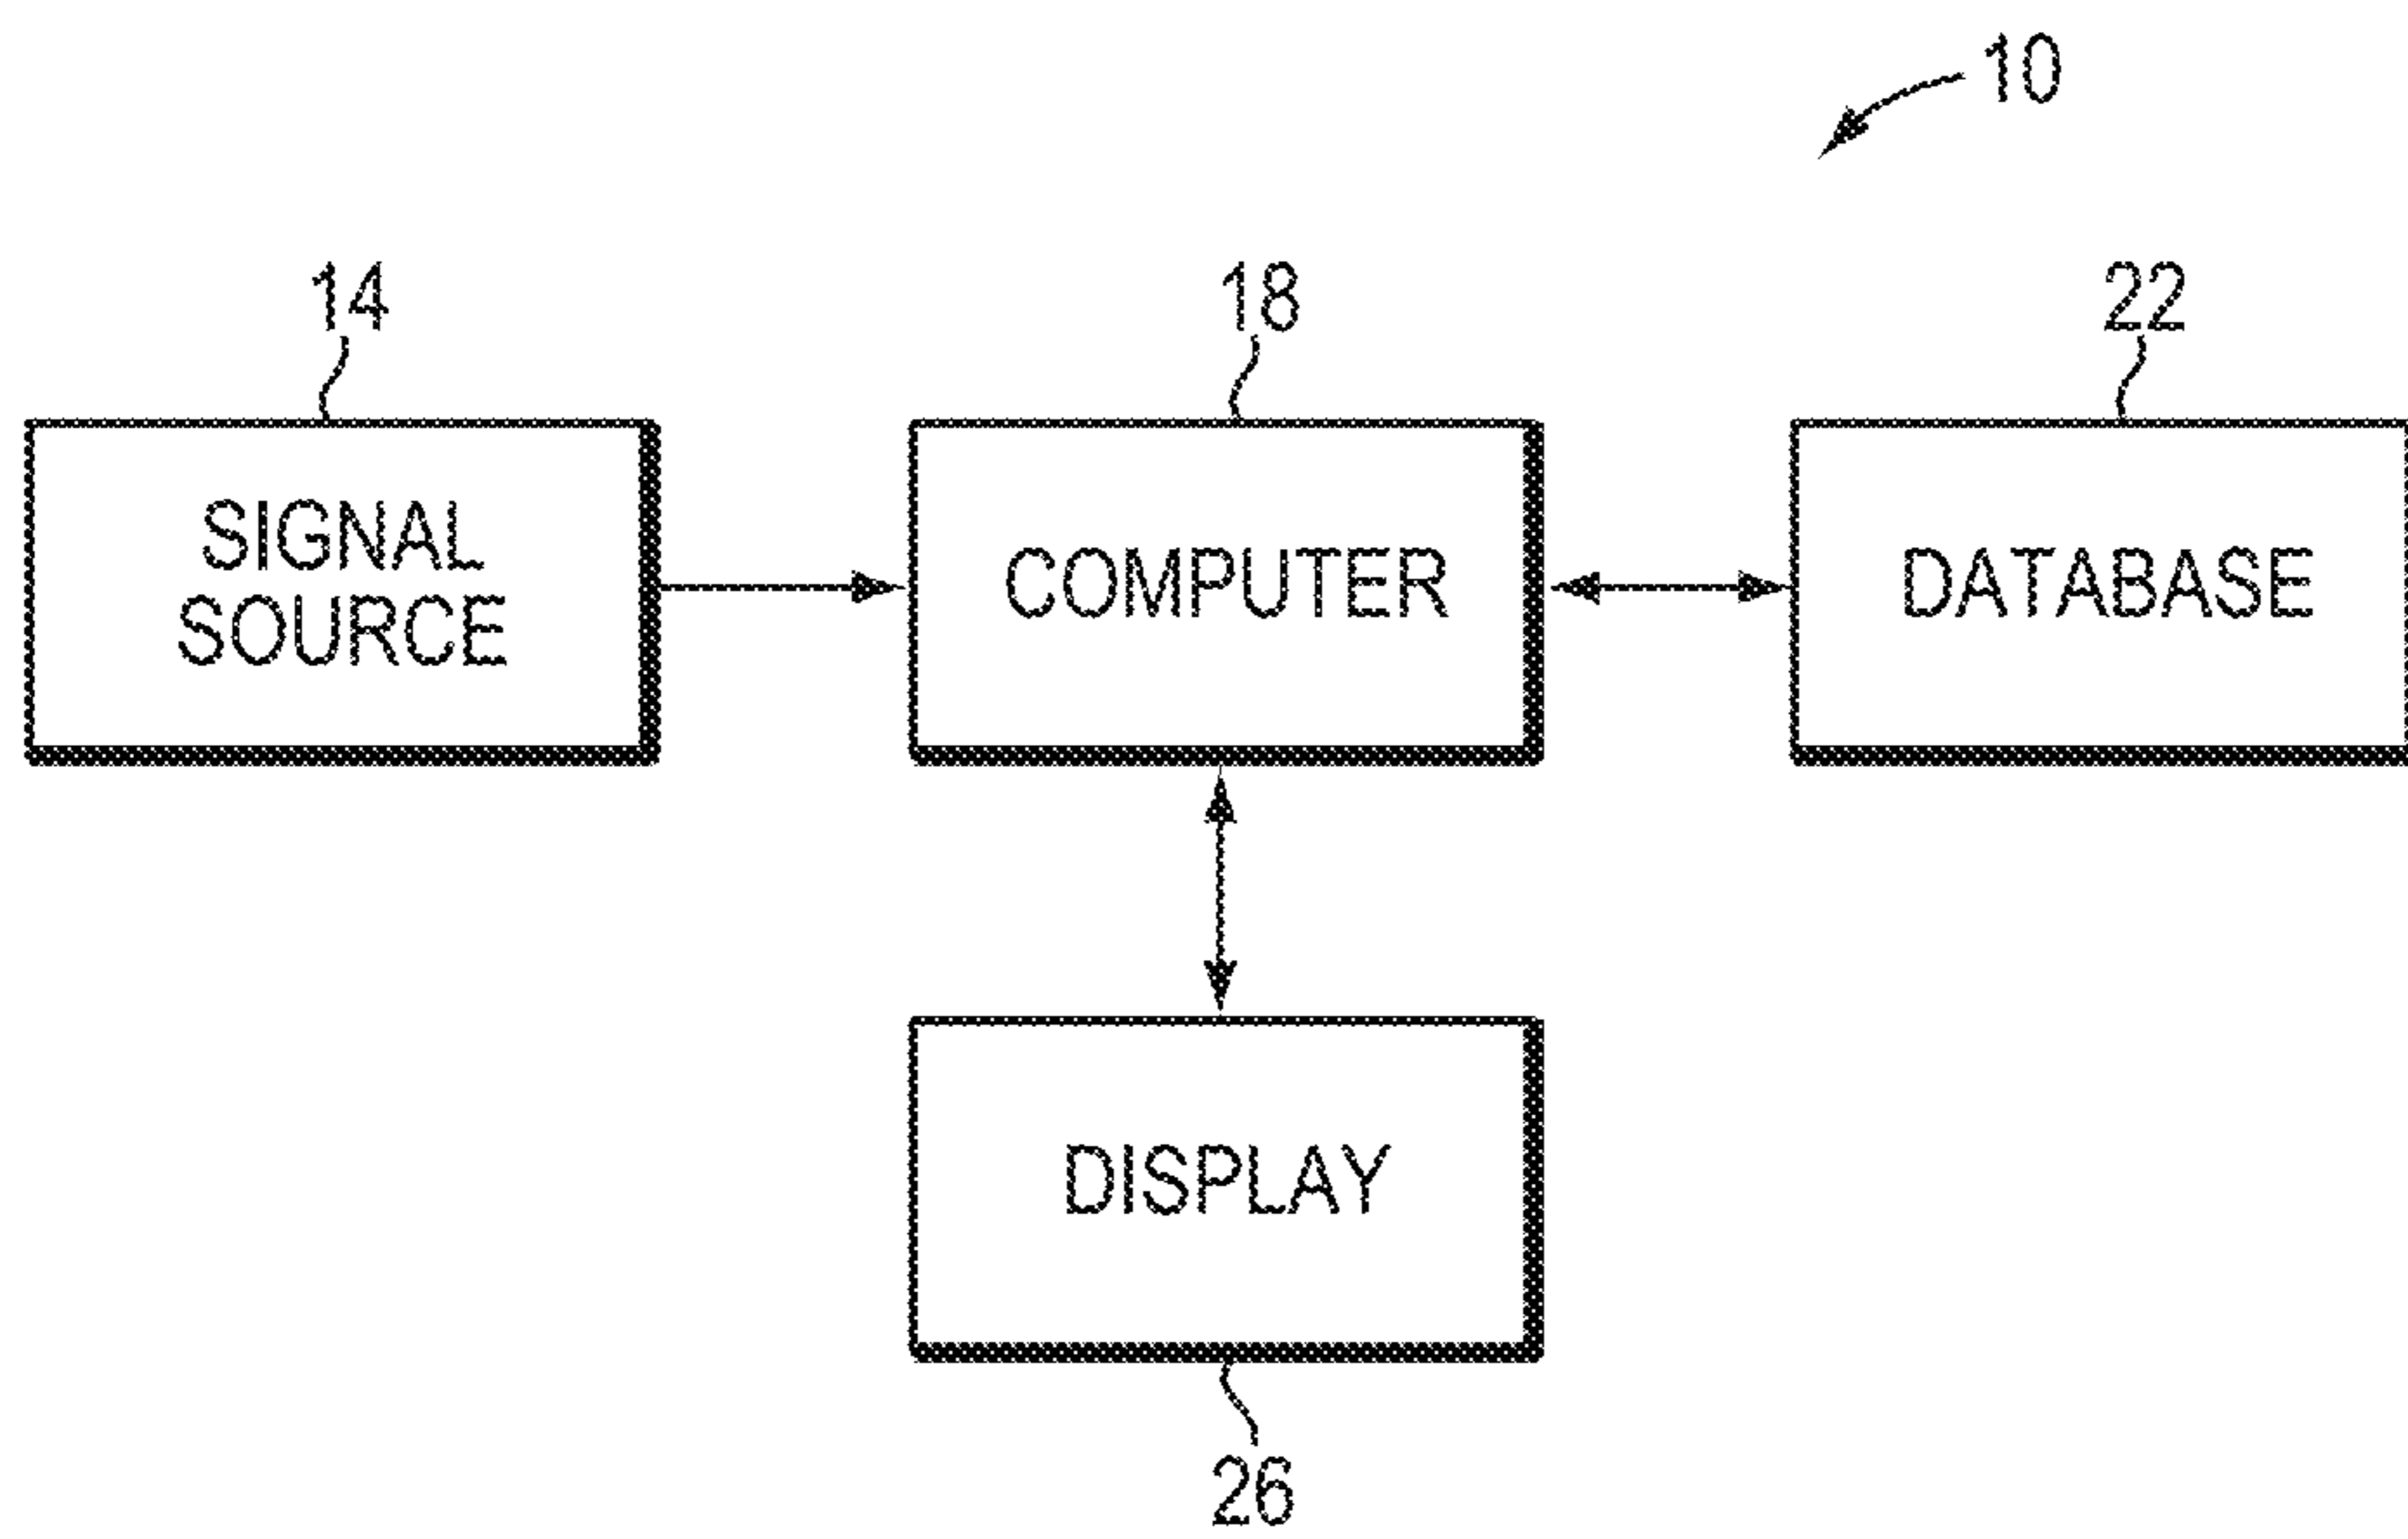 10
14
18
22
SIGNAL
SOURCE
COMPUTER
DATABASE
DISPLAY
26